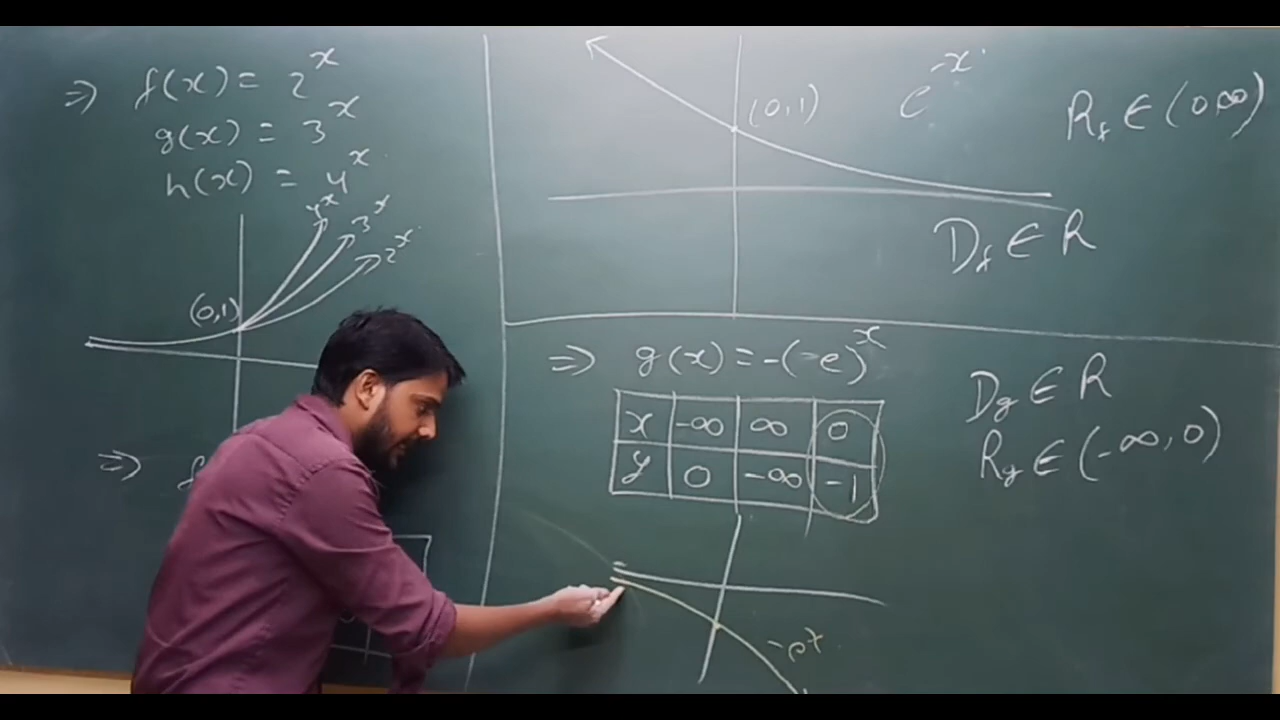 ⇒ f(x) = 2^x
g(x) = 3^x
h(x) = 4^x
4^x 3^x 2^x
(0,1)
⇒ f
(0,1)
e^-x
R_f ∈ (0,∞)
D_f ∈ R
⇒ g(x) = -(-e)^x
x -∞ ∞ 0
y 0 -∞ -1
D_g ∈ R
R_g ∈ (-∞, 0)
-e^x